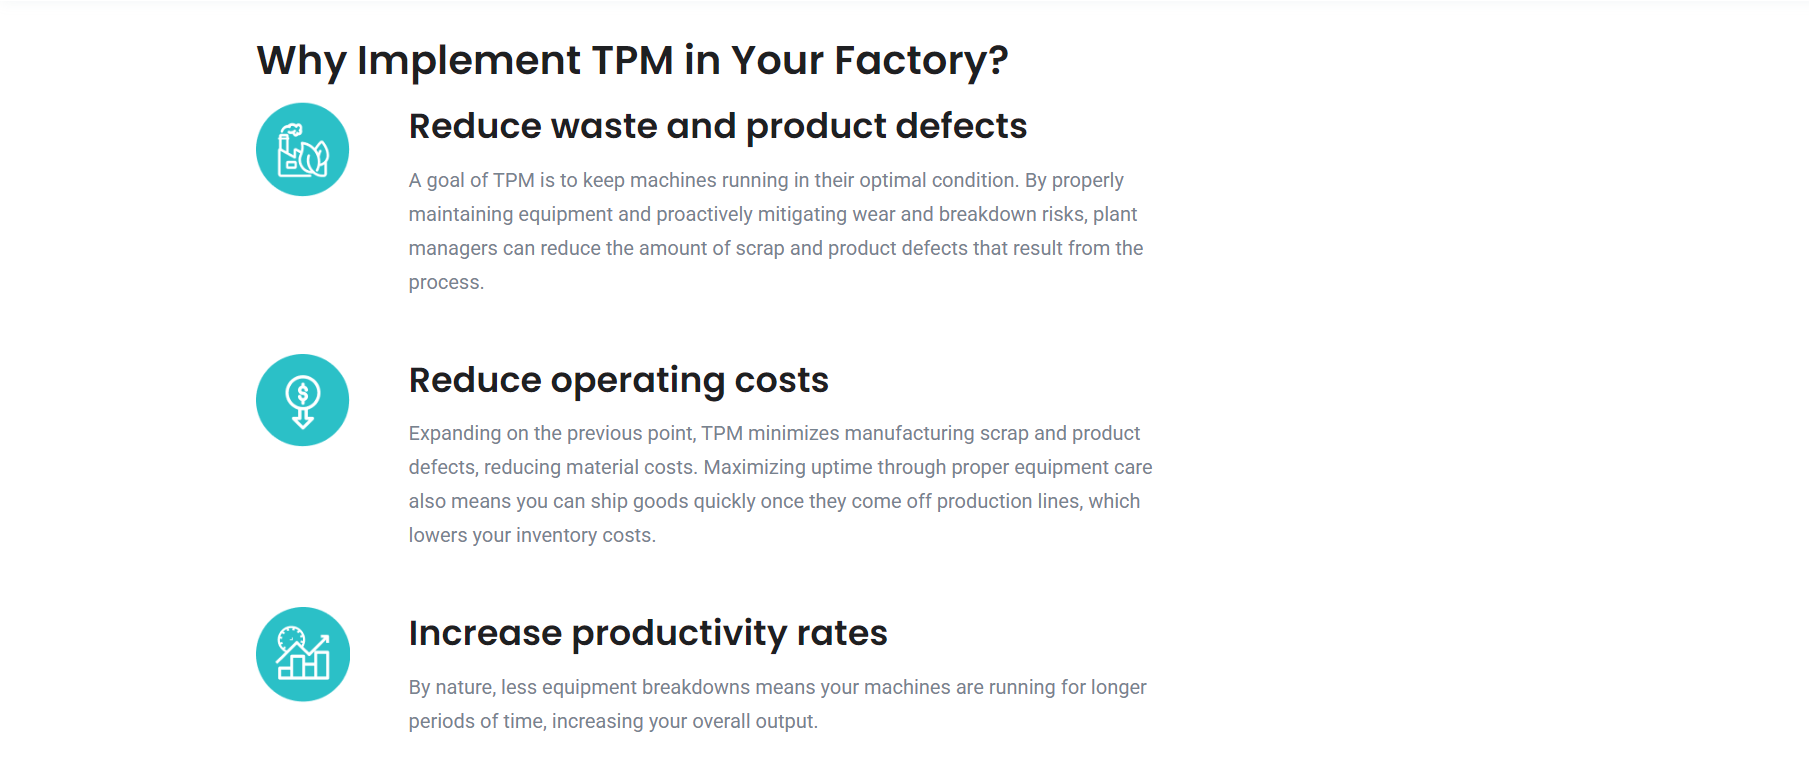 Why Implement TPM in Your Factory?
Reduce waste and product defects
A goal of TPM is to keep machines running in their optimal condition. By properly
maintaining equipment and proactively mitigating wear and breakdown risks, plant
managers can reduce the amount of scrap and product defects that result from the
process.
$
Reduce operating costs
Expanding on the previous point, TPM minimizes manufacturing scrap and product
defects, reducing material costs. Maximizing uptime through proper equipment care
also means you can ship goods quickly once they come off production lines, which
lowers your inventory costs.
Increase productivity rates
By nature, less equipment breakdowns means your machines are running for longer
periods of time, increasing your overall output.